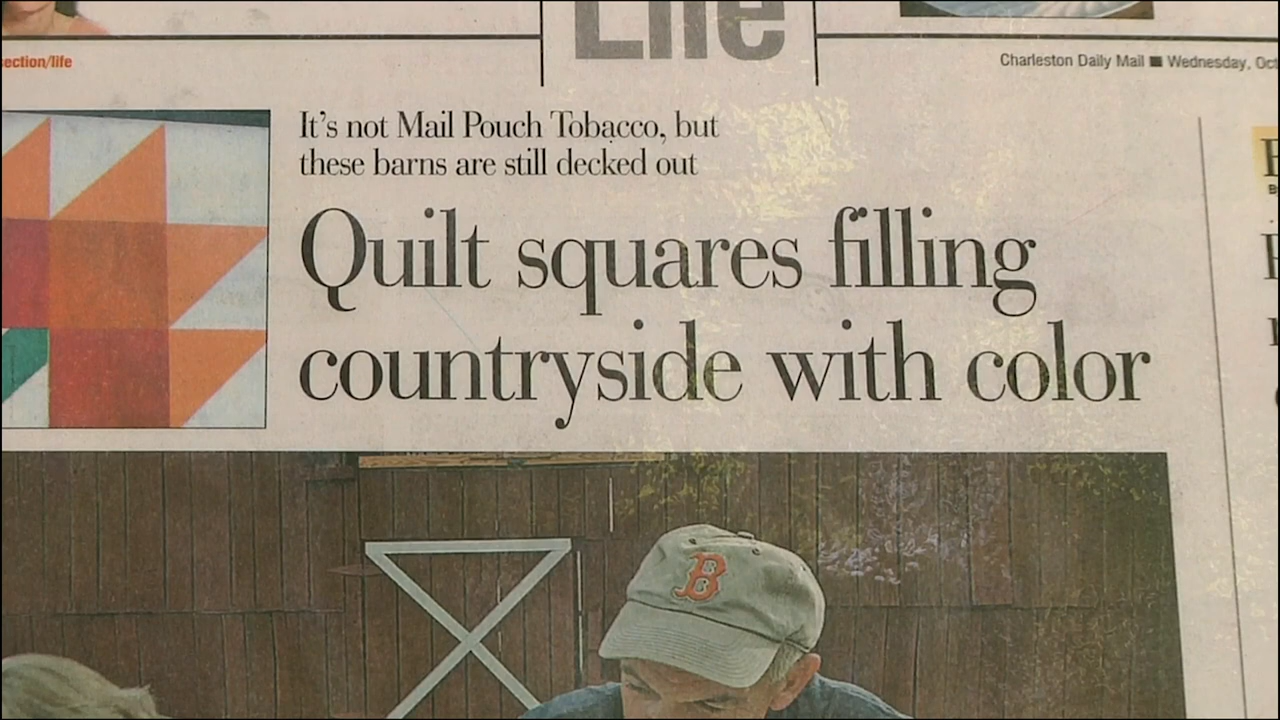 Life
section/life
Charleston Daily Mail ■ Wednesday, Oct
It's not Mail Pouch Tobacco, but
these barns are still decked out
Quilt squares filling
countryside with color
B